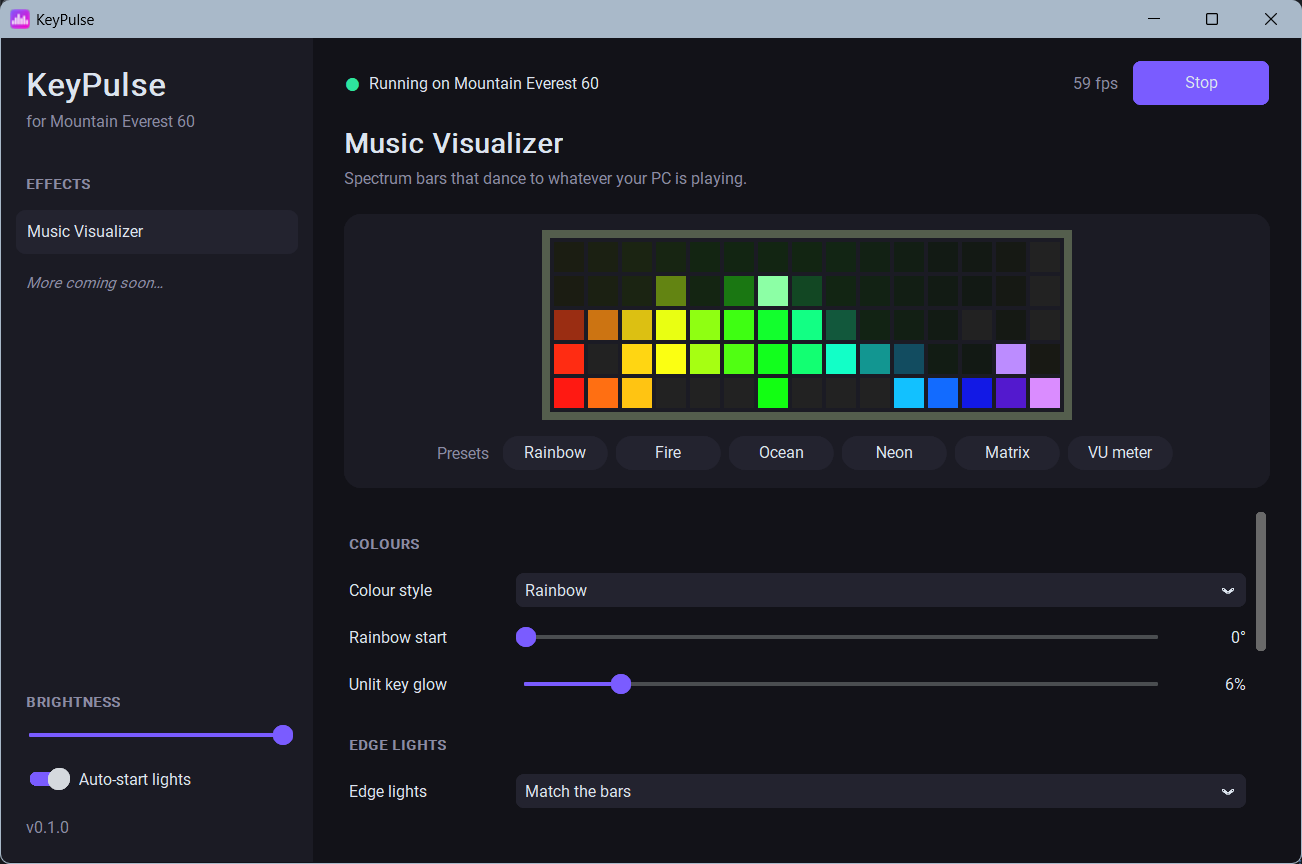 KeyPulse
KeyPulse
for Mountain Everest 60
EFFECTS
Music Visualizer
More coming soon...
BRIGHTNESS
Auto-start lights
v0.1.0
Running on Mountain Everest 60
59 fps
Stop
Music Visualizer
Spectrum bars that dance to whatever your PC is playing.
Presets
Rainbow
Fire
Ocean
Neon
Matrix
VU meter
COLOURS
Colour style
Rainbow
Rainbow start
0°
Unlit key glow
6%
EDGE LIGHTS
Edge lights
Match the bars